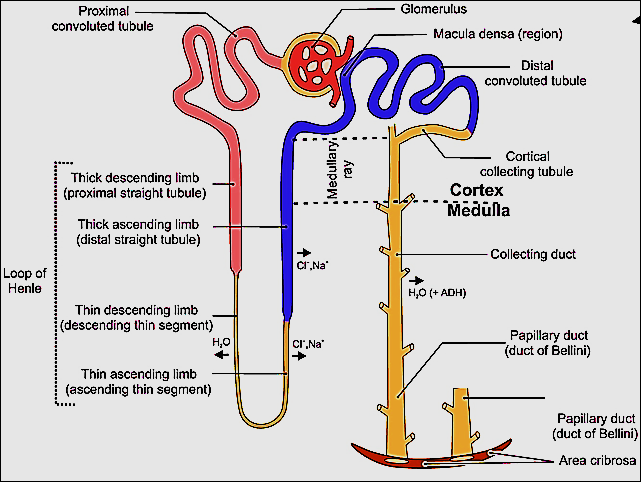 Proximal
convoluted tubule
Glomerulus
Macula densa (region)
Distal
convoluted tubule
Cortical
collecting tubule
Medullary
ray
Cortex
Medulla
Thick descending limb
(proximal straight tubule)
Thick ascending limb
(distal straight tubule)
Cl⁻,Na⁺
Collecting duct
Loop of
Henle
H₂O (+ ADH)
Thin descending limb
(descending thin segment)
H₂O
Cl⁻,Na⁺
Papillary duct
(duct of Bellini)
Thin ascending limb
(ascending thin segment)
Papillary duct
(duct of Bellini)
Area cribrosa